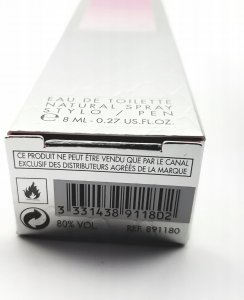 EAU DE TOILETTE
NATURAL SPRAY
STYLO / PEN
℮ 8 ML - 0.27 US.FL.OZ.
CE PRODUIT NE PEUT ÊTRE VENDU QUE PAR LE CANAL
EXCLUSIF DES DISTRIBUTEURS AGRÉÉS DE LA MARQUE
3 331438 911802
80% VOL REF. 891180